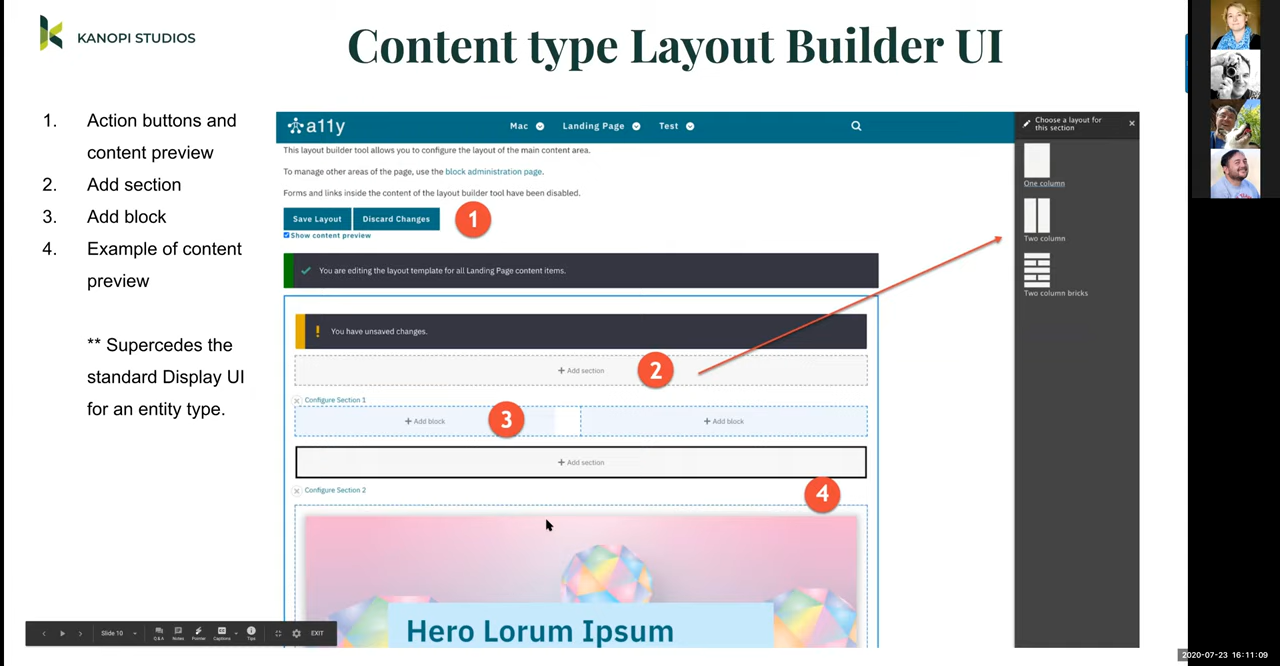 KANOPI STUDIOS
Content type Layout Builder UI
1. Action buttons and
content preview
2. Add section
3. Add block
4. Example of content
preview
** Supercedes the
standard Display UI
for an entity type.
a11y
Mac
Landing Page
Test
This layout builder tool allows you to configure the layout of the main content area.
To manage other areas of the page, use the block administration page.
Forms and links inside the content of the layout builder tool have been disabled.
Save Layout
Discard Changes
1
Show content preview
You are editing the layout template for all Landing Page content items.
You have unsaved changes.
+ Add section
2
Configure Section 1
+ Add block
3
+ Add block
+ Add section
Configure Section 2
4
Hero Lorum Ipsum
Choose a layout for
this section
One column
Two column
Two column bricks
Slide 10
Q&A
Notes
Pointer
Captions
Tips
EXIT
2020-07-23 16:11:09